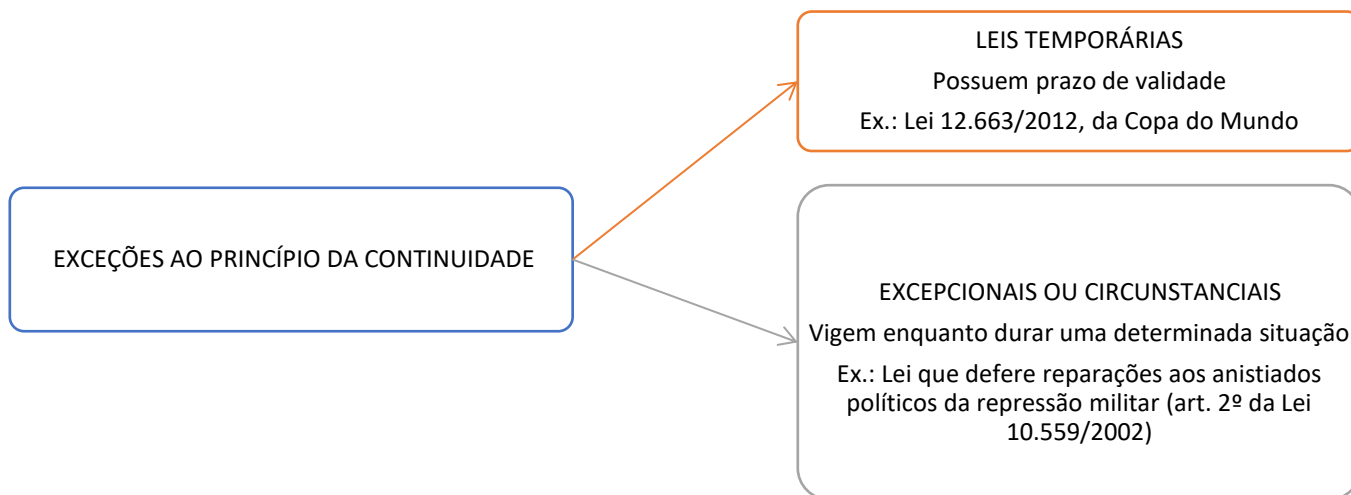 EXCEÇÕES AO PRINCÍPIO DA CONTINUIDADE
LEIS TEMPORÁRIAS
Possuem prazo de validade
Ex.: Lei 12.663/2012, da Copa do Mundo
EXCEPCIONAIS OU CIRCUNSTANCIAIS
Vigem enquanto durar uma determinada situação
Ex.: Lei que defere reparações aos anistiados
políticos da repressão militar (art. 2º da Lei
10.559/2002)